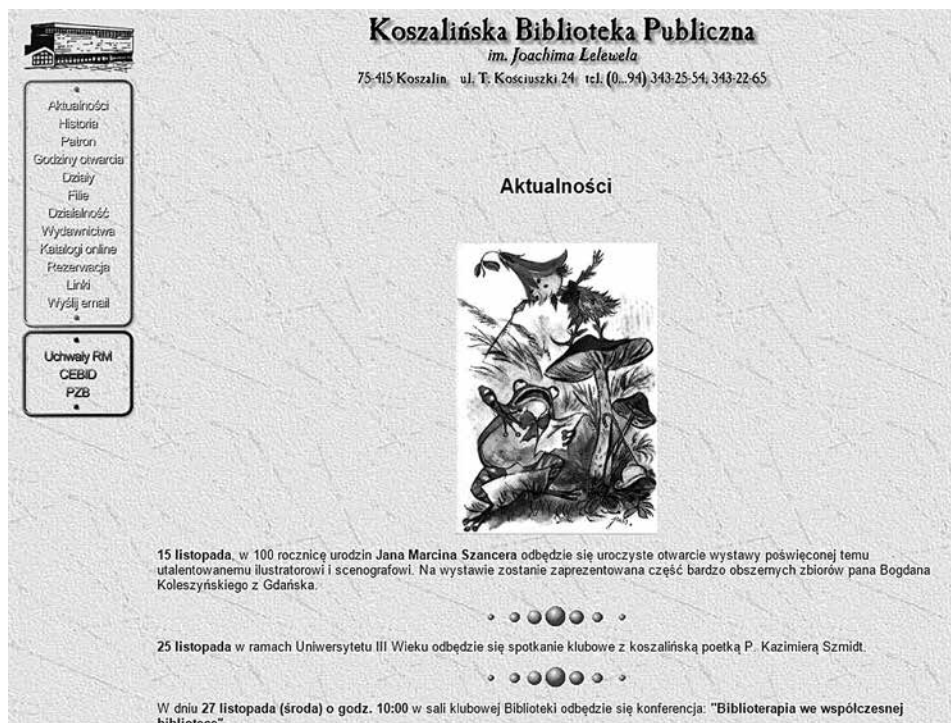 Koszalińska Biblioteka Publiczna
im. Joachima Lelewela
75-415 Koszalin ul. T. Kościuszki 24 tel. (0...94) 343-25-54, 343-22-65
Aktualności
Historia
Patron
Godziny otwarcia
Działy
Filie
Działalność
Wydawnictwa
Katalogi online
Rezerwacja
Linki
Wyślij email
Uchwały RM
CEBID
PZB
Aktualności
15 listopada, w 100 rocznicę urodzin Jana Marcina Szancera odbędzie się uroczyste otwarcie wystawy poświęconej temu
utalentowanemu ilustratorowi i scenografowi. Na wystawie zostanie zaprezentowana część bardzo obszernych zbiorów pana Bogdana
Koleszyńskiego z Gdańska.
25 listopada w ramach Uniwersytetu III Wieku odbędzie się spotkanie klubowe z koszalińską poetką P. Kazimierą Szmidt.
W dniu 27 listopada (środa) o godz. 10:00 w sali klubowej Biblioteki odbędzie się konferencja: "Biblioterapia we współczesnej
bibliotece"